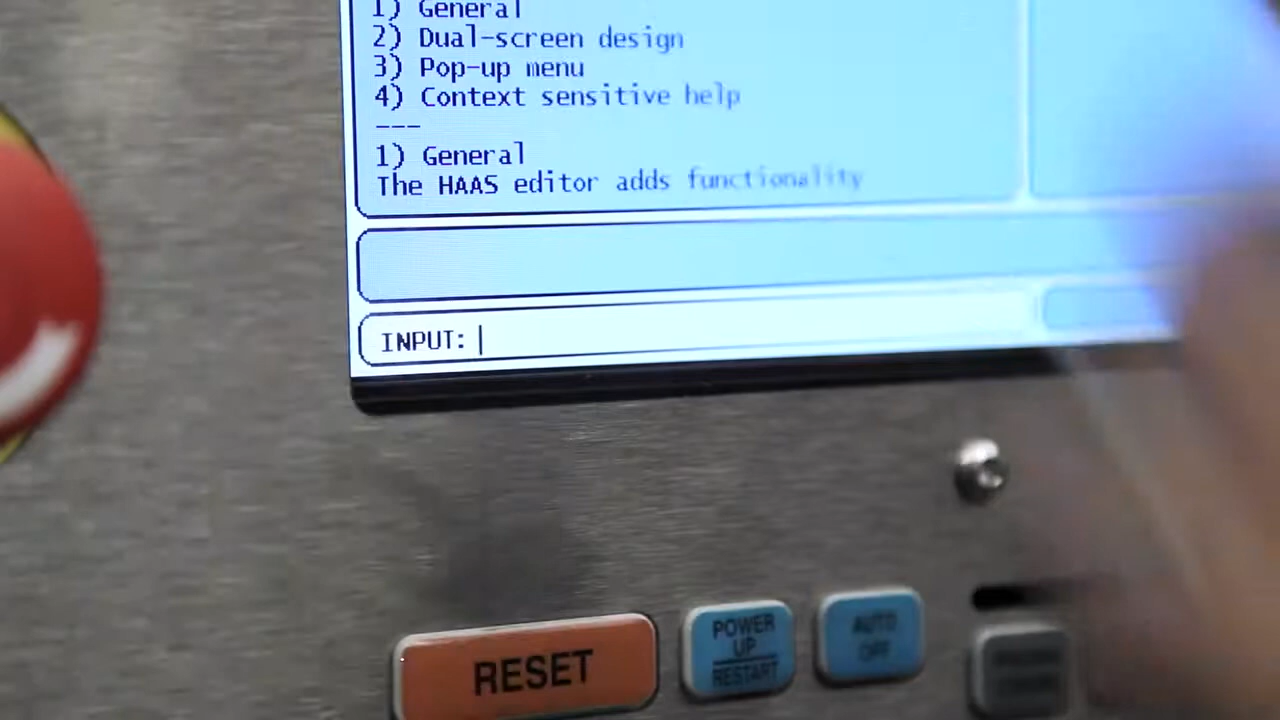 1) General
2) Dual-screen design
3) Pop-up menu
4) Context sensitive help
---
1) General
The HAAS editor adds functionality
INPUT:
RESET
POWER
UP
RESTART
AUTO
OFF